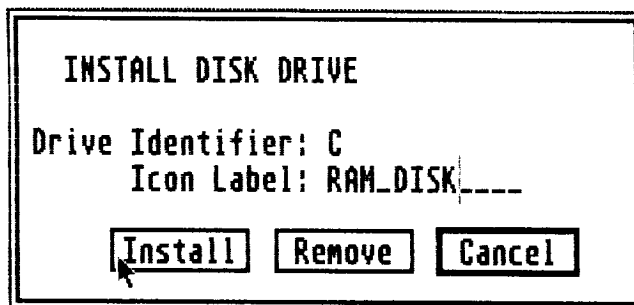 INSTALL DISK DRIVE
Drive Identifier: C
Icon Label: RAM_DISK____
Install Remove Cancel